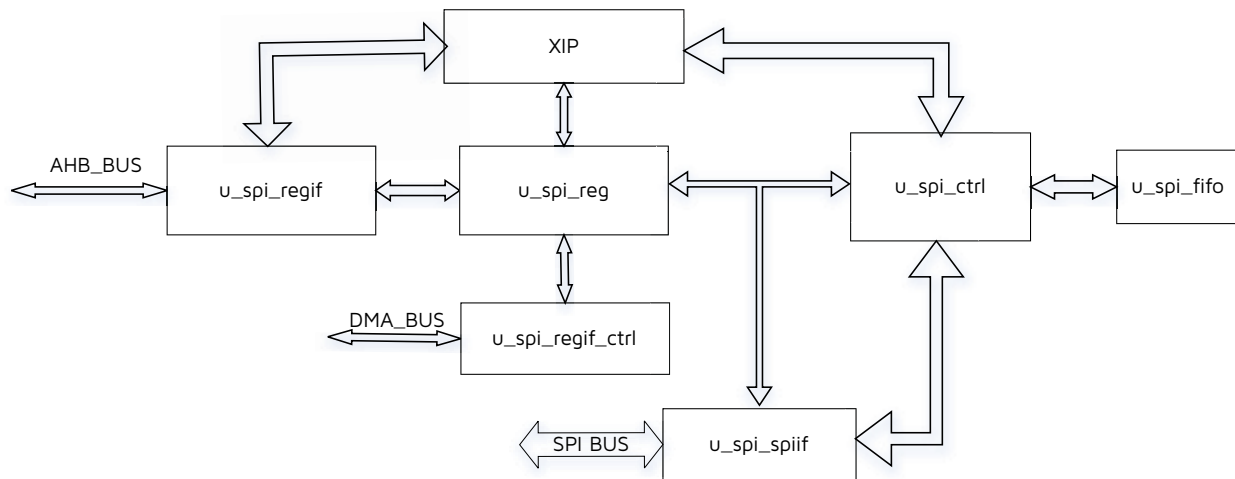 XIP
AHB_BUS
u_spi_regif
u_spi_reg
u_spi_ctrl
u_spi_fifo
DMA_BUS
u_spi_regif_ctrl
SPI BUS
u_spi_spiif